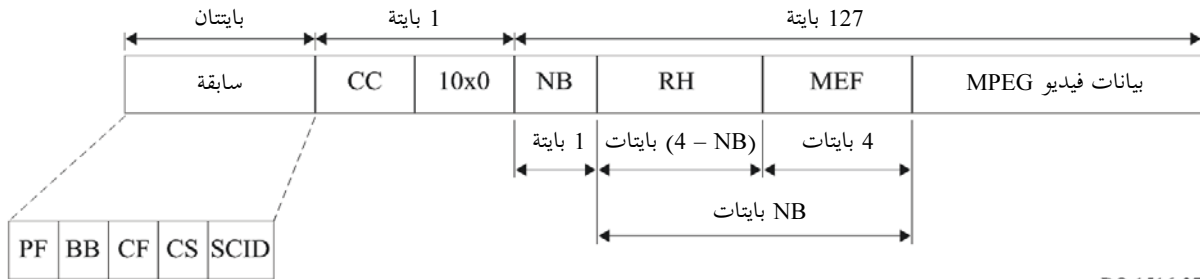 بايتتان
1 بايتة
127 بايتة
سابقة
CC
10x0
NB
RH
MEF
بيانات فيديو MPEG
1 بايتة
(4 – NB) بايتات
4 بايتات
NB بايتات
PF
BB
CF
CS
SCID